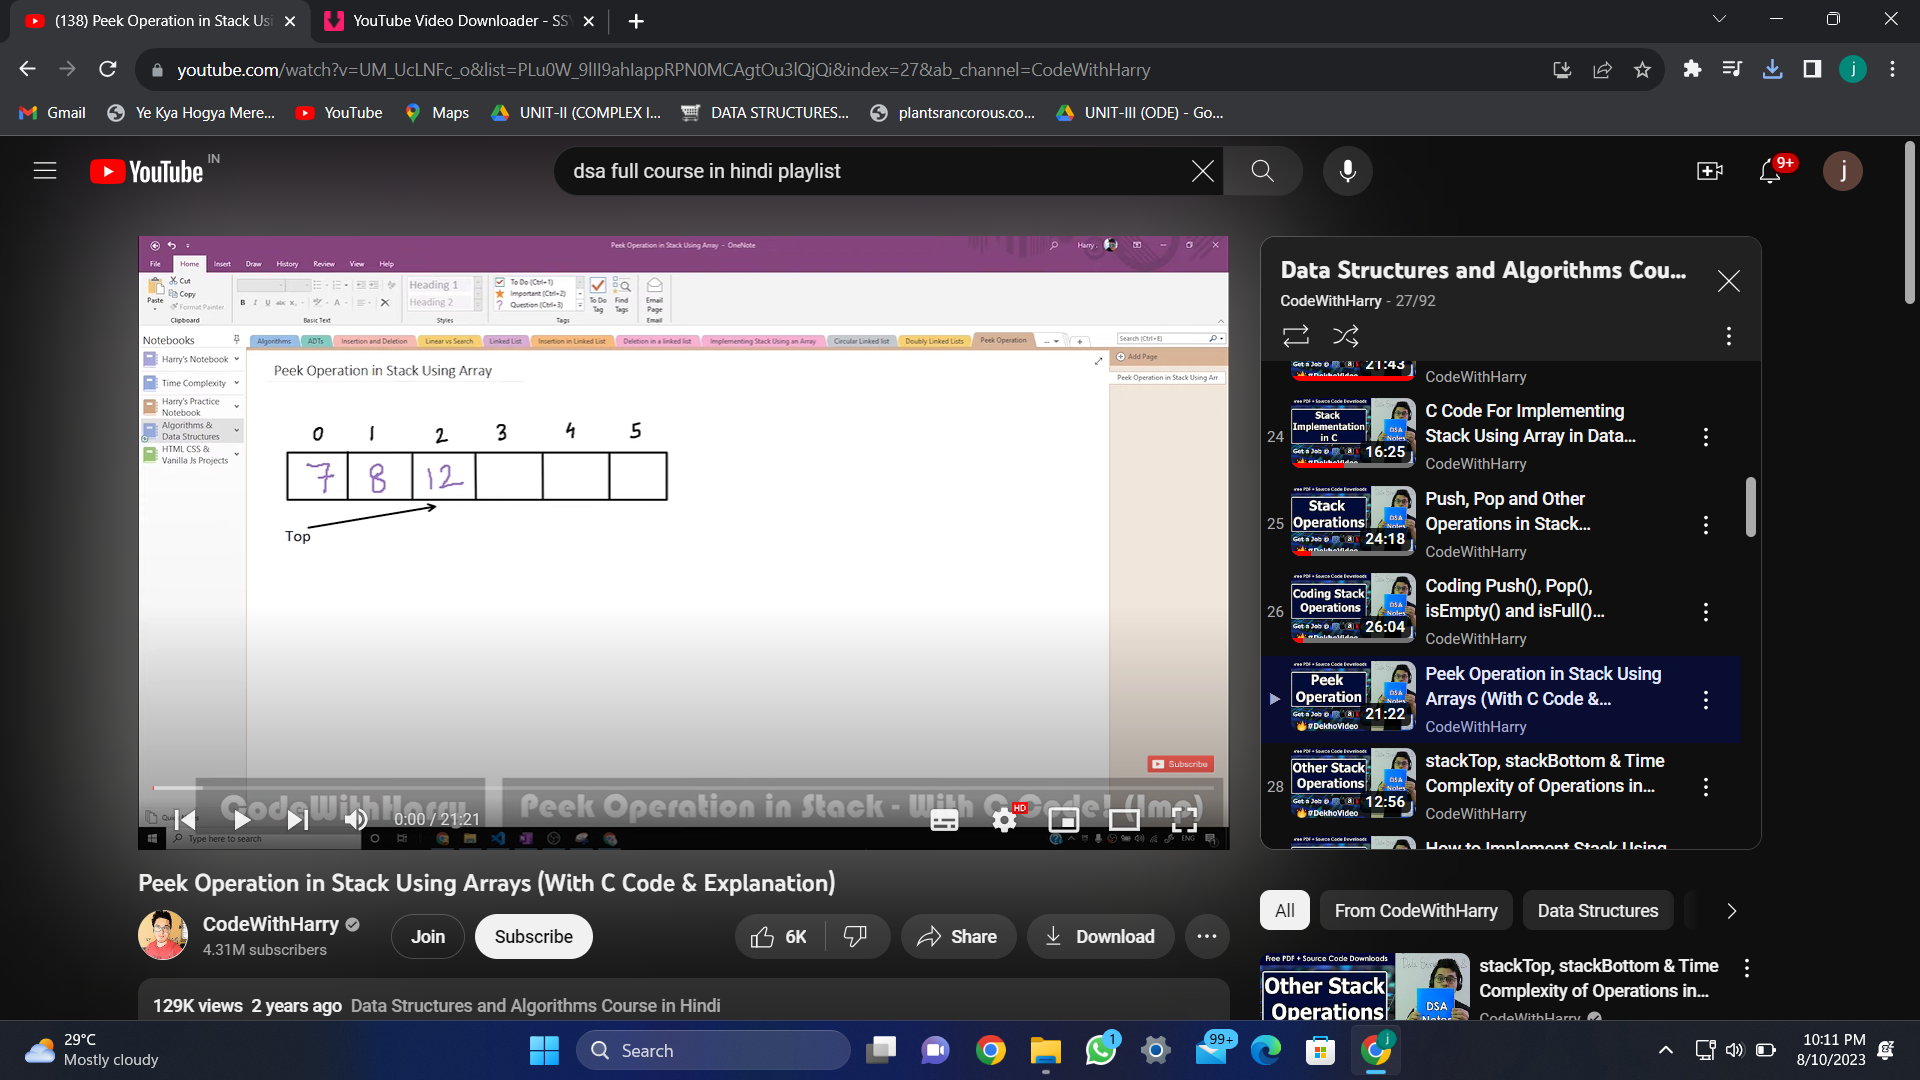 (138) Peek Operation in Stack Usi
YouTube Video Downloader - SSY
youtube.com/watch?v=UM_UcLNFc_o&list=PLu0W_9lII9ahIappRPN0MCAgtOu3lQjQi&index=27&ab_channel=CodeWithHarry
j
Gmail
Ye Kya Hogya Mere...
YouTube
Maps
UNIT-II (COMPLEX I...
DATA STRUCTURES...
plantsrancorous.co...
UNIT-III (ODE) - Go...
YouTube IN
dsa full course in hindi playlist
9+
j
Peek Operation in Stack Using Array - OneNote
Harry
File Home Insert Draw History Review View Help
Paste
Cut
Copy
Format Painter
Clipboard
B I U
Basic Text
Heading 1
Heading 2
Styles
To Do (Ctrl+1)
Important (Ctrl+2)
Question (Ctrl+3)
To Do Tag
Find Tags
Tags
Email Page
Email
Notebooks
Algorithms
ADTs
Insertion and Deletion
Linear vs Search
Linked List
Insertion in Linked List
Deletion in a linked list
Implementing Stack Using an Array
Circular Linked list
Doubly Linked Lists
Peek Operation
Search (Ctrl+E)
Harry's Notebook
Time Complexity
Harry's Practice
Notebook
Algorithms &
Data Structures
HTML CSS &
Vanilla Js Projects
Add Page
Peek Operation in Stack Using Arr
Peek Operation in Stack Using Array
0 1 2 3 4 5
7 8 12
Top
Subscribe
CodeWithHarry
Peek Operation in Stack - With C Code! (Imp)
0:00 / 21:21
HD
Type here to search
ENG
Peek Operation in Stack Using Arrays (With C Code & Explanation)
CodeWithHarry
4.31M subscribers
Join
Subscribe
6K
Share
Download
129K views 2 years ago Data Structures and Algorithms Course in Hindi
Data Structures and Algorithms Cou...
CodeWithHarry - 27/92
21:43
CodeWithHarry
24
Stack
Implementation
in C
16:25
C Code For Implementing
Stack Using Array in Data...
CodeWithHarry
25
Stack
Operations
24:18
Push, Pop and Other
Operations in Stack...
CodeWithHarry
26
Coding Stack
Operations
26:04
Coding Push(), Pop(),
isEmpty() and isFull()...
CodeWithHarry
Peek
Operation
21:22
#DekhoVideo
Peek Operation in Stack Using
Arrays (With C Code &...
CodeWithHarry
28
Other Stack
Operations
12:56
stackTop, stackBottom & Time
Complexity of Operations in...
CodeWithHarry
How to Implement Stack Using
All
From CodeWithHarry
Data Structures
Free PDF + Source Code Downloads
Other Stack
Operations
DSA
stackTop, stackBottom & Time
Complexity of Operations in...
CodeWithHarry
29°C
Mostly cloudy
Search
1
99+
j
10:11 PM
8/10/2023